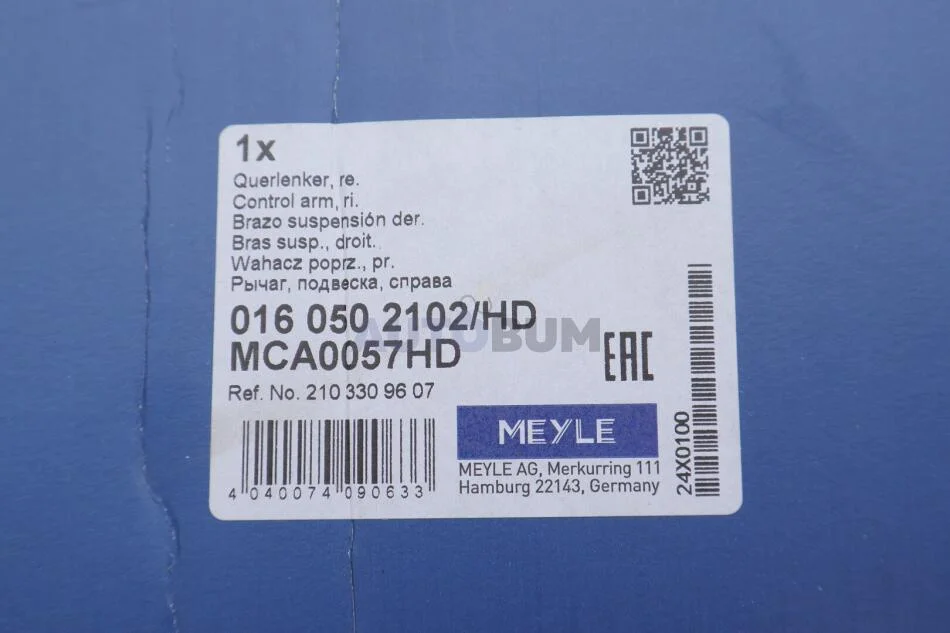 1x
Querlenker, re.
Control arm, ri.
Brazo suspensión der.
Bras susp., droit.
Wahacz poprz., pr.
Рычаг, подвеска, справа
016 050 2102/HD
AUTOBUM
MCA0057HD
EAC
Ref. No. 210 330 96 07
MEYLE
MEYLE AG, Merkurring 111
Hamburg 22143, Germany
4 040074 090633
24X0100